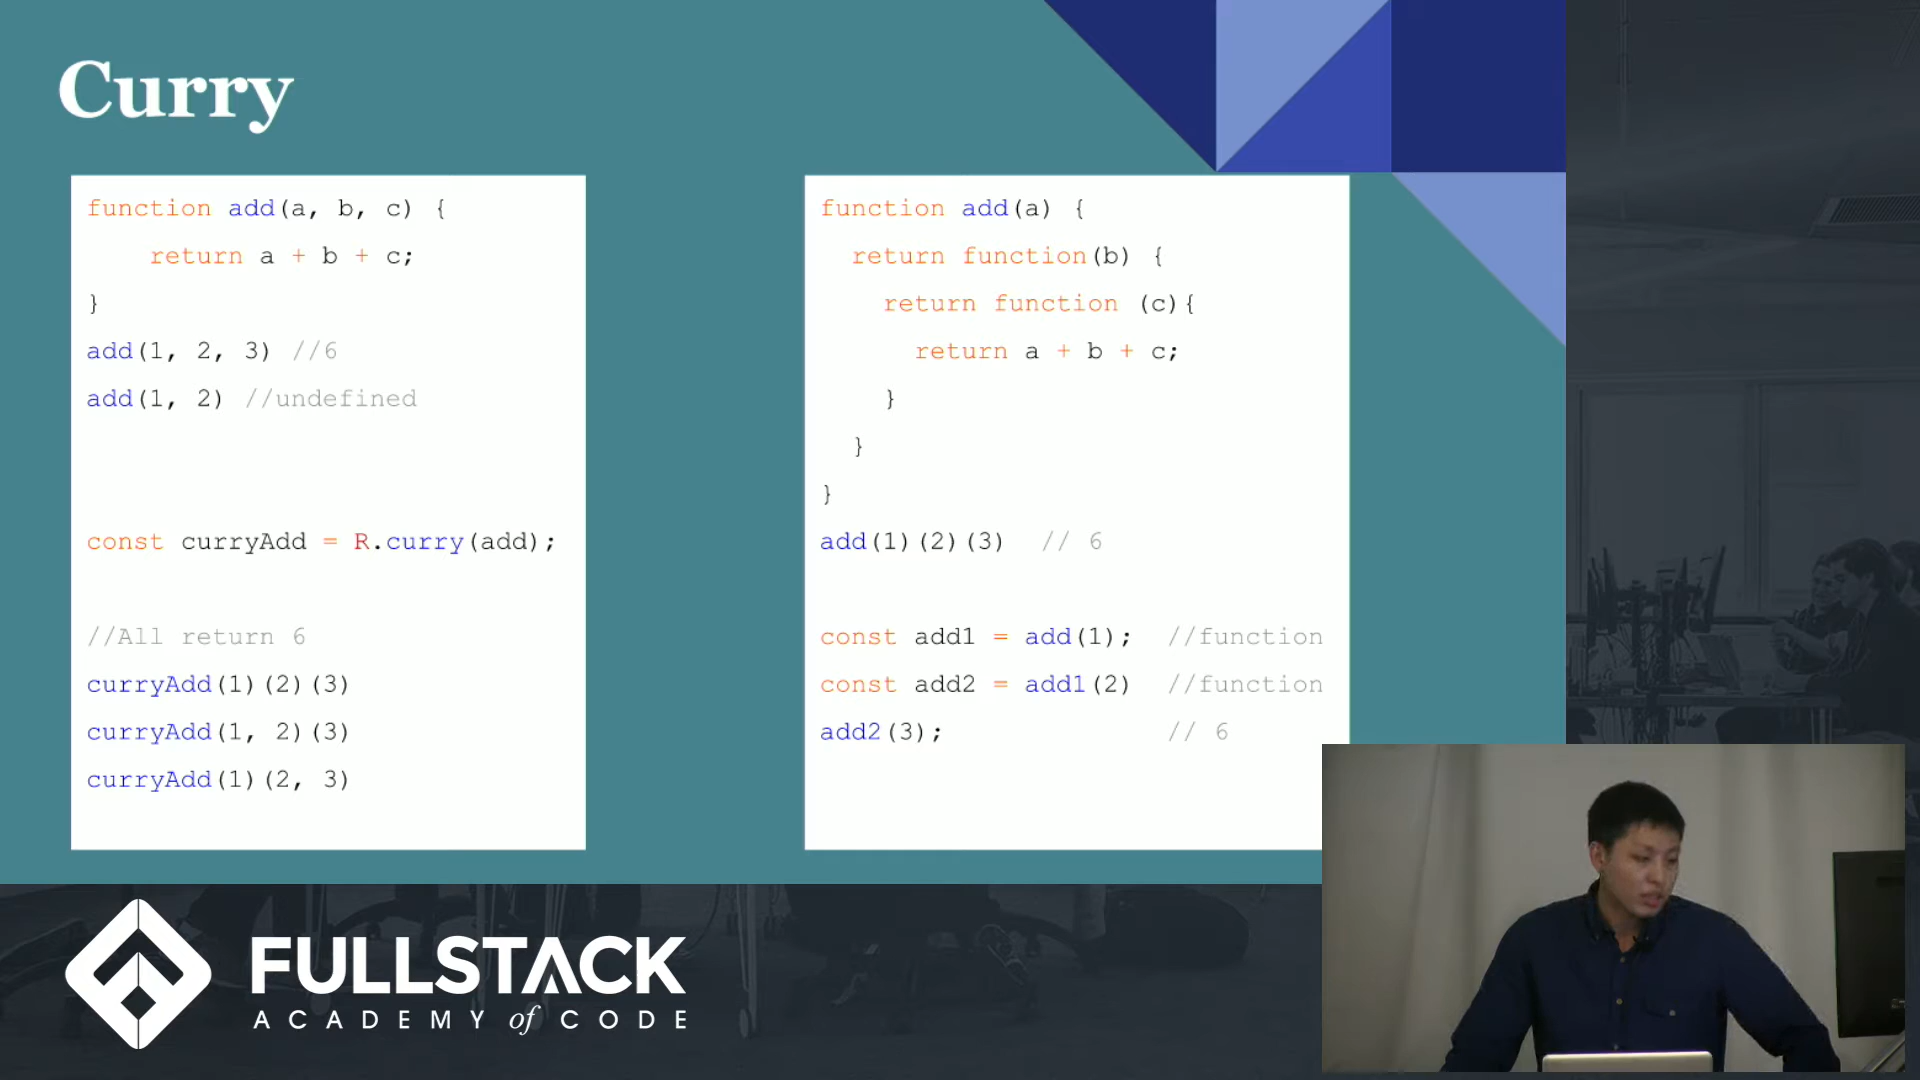 Curry
function add(a, b, c) {
return a + b + c;
}
add(1, 2, 3) //6
add(1, 2) //undefined
const curryAdd = R.curry(add);
//All return 6
curryAdd(1)(2)(3)
curryAdd(1, 2)(3)
curryAdd(1)(2, 3)
function add(a) {
return function(b) {
return function (c){
return a + b + c;
}
}
}
add(1)(2)(3) // 6
const add1 = add(1); //function
const add2 = add1(2) //function
add2(3); // 6
FULLSTACK
ACADEMY of CODE